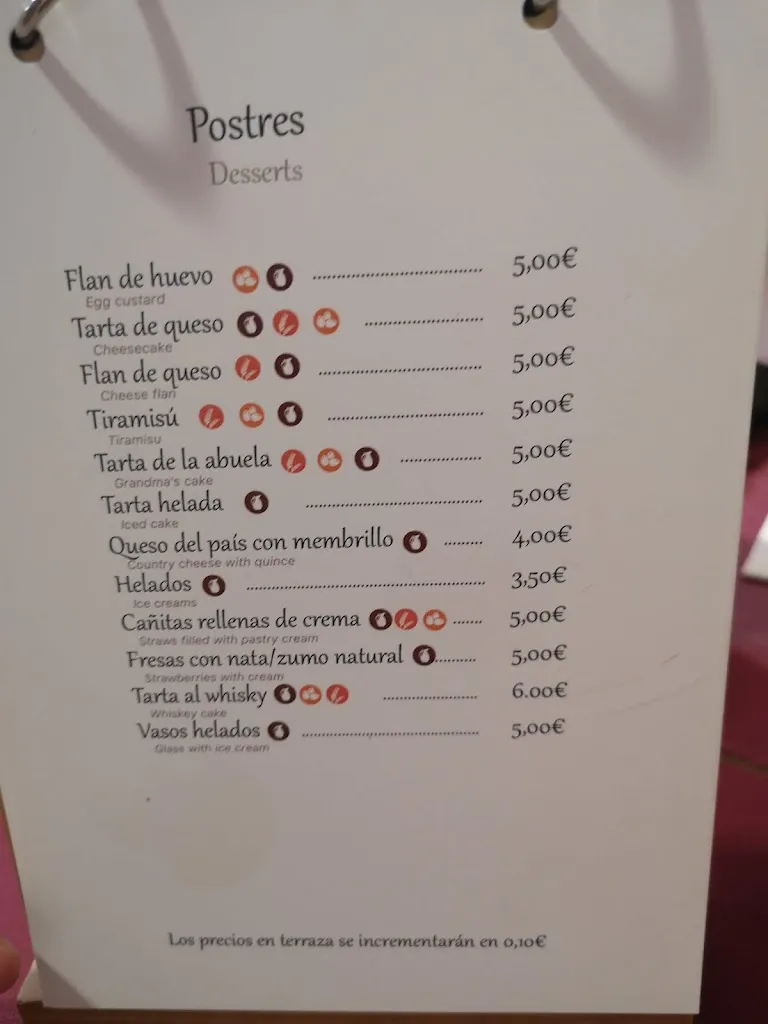 Postres
Desserts
Flan de huevo ........ 5,00€
Egg custard
Tarta de queso ........ 5,00€
Cheesecake
Flan de queso ........ 5,00€
Cheese flan
Tiramisú ........ 5,00€
Tiramisu
Tarta de la abuela ........ 5,00€
Grandma's cake
Tarta helada ........ 5,00€
Iced cake
Queso del país con membrillo ........ 4,00€
Country cheese with quince
Helados ........ 3,50€
Ice creams
Cañitas rellenas de crema ........ 5,00€
Straws filled with pastry cream
Fresas con nata/zumo natural ........ 5,00€
Strawberries with cream
Tarta al whisky ........ 6.00€
Whiskey cake
Vasos helados ........ 5,00€
Glass with ice cream
Los precios en terraza se incrementarán en 0,10€